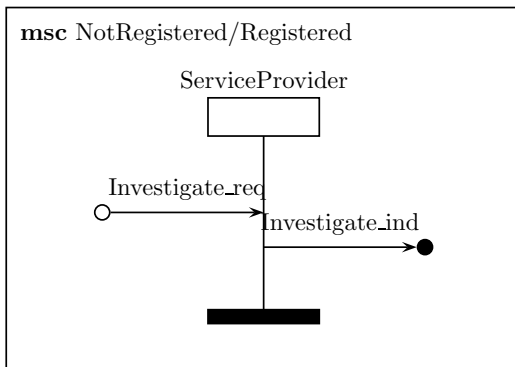 msc NotRegistered/Registered
ServiceProvider
Investigate_req
Investigate_ind